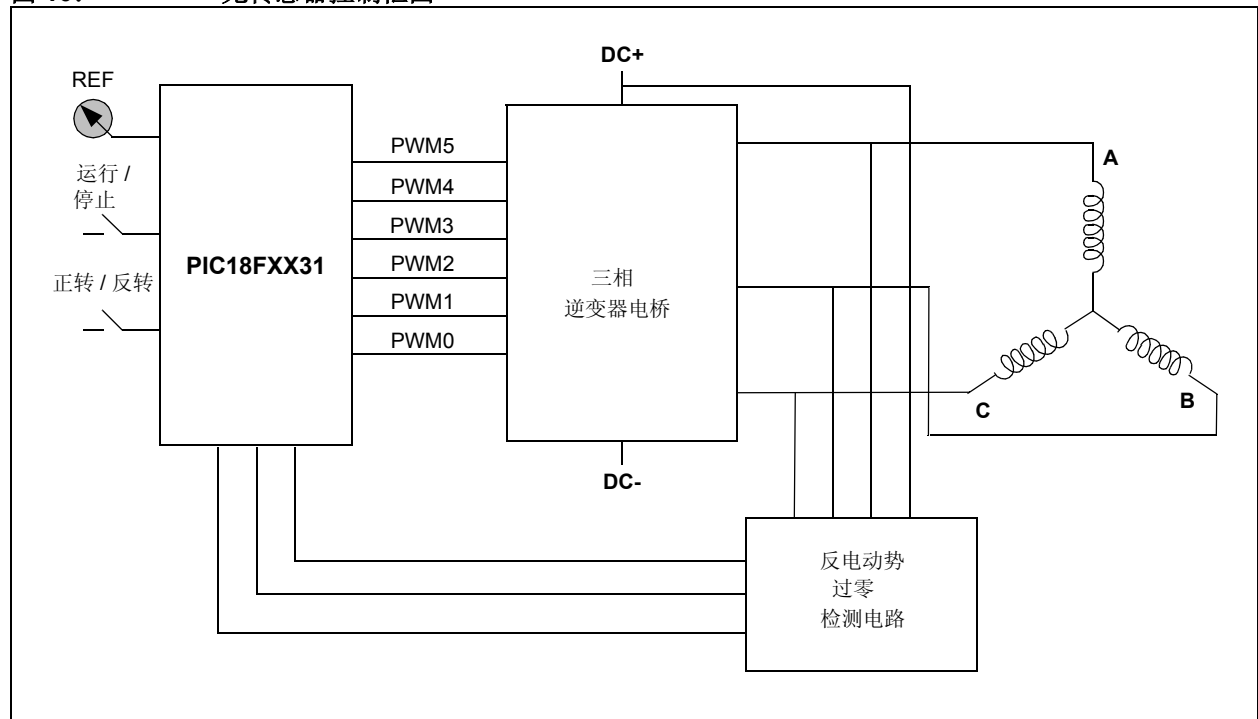 REF
运行 /
停止
正转 / 反转
PIC18FXX31
PWM5
PWM4
PWM3
PWM2
PWM1
PWM0
DC+
三相
逆变器电桥
DC-
A
B
C
反电动势
过零
检测电路